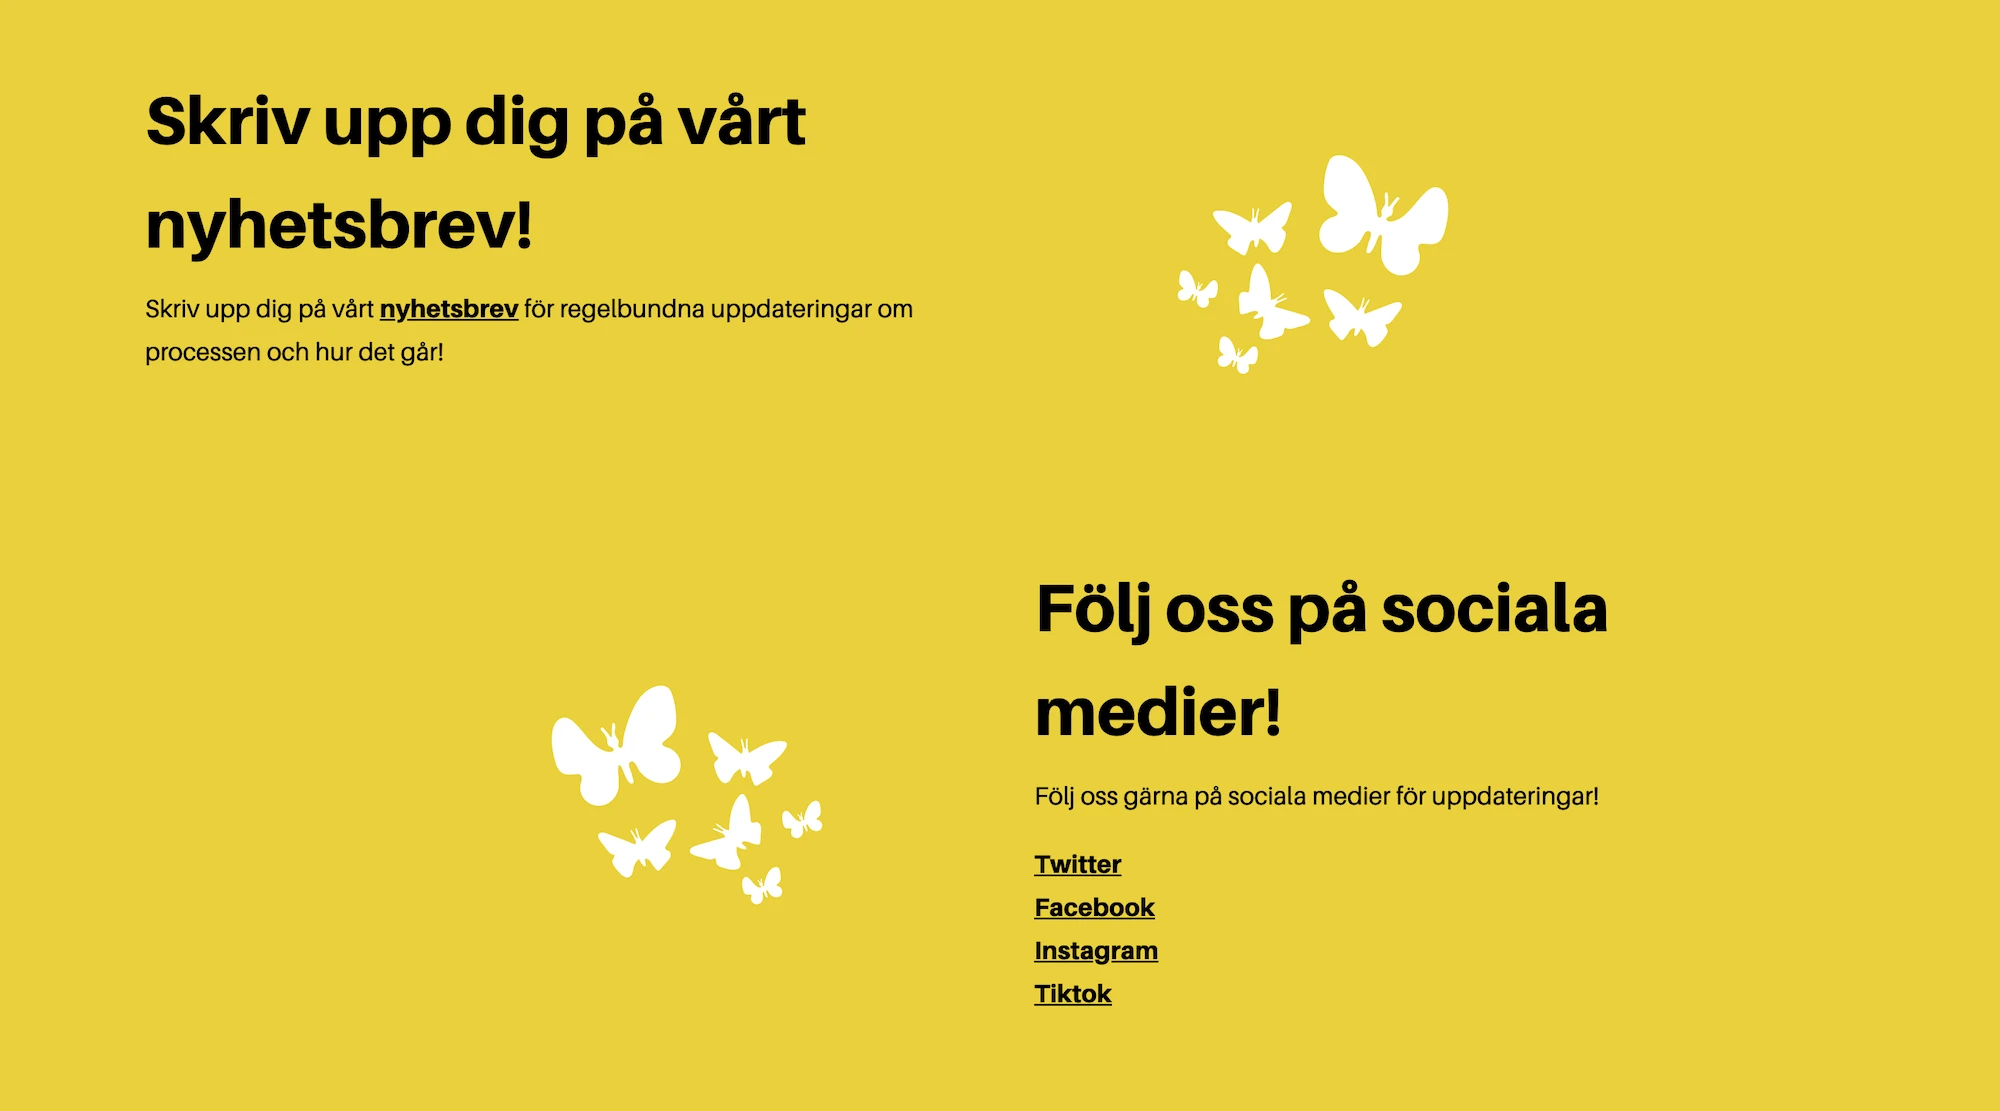 Skriv upp dig på vårt
nyhetsbrev!
Skriv upp dig på vårt nyhetsbrev för regelbundna uppdateringar om
processen och hur det går!
Följ oss på sociala
medier!
Följ oss gärna på sociala medier för uppdateringar!
Twitter
Facebook
Instagram
Tiktok